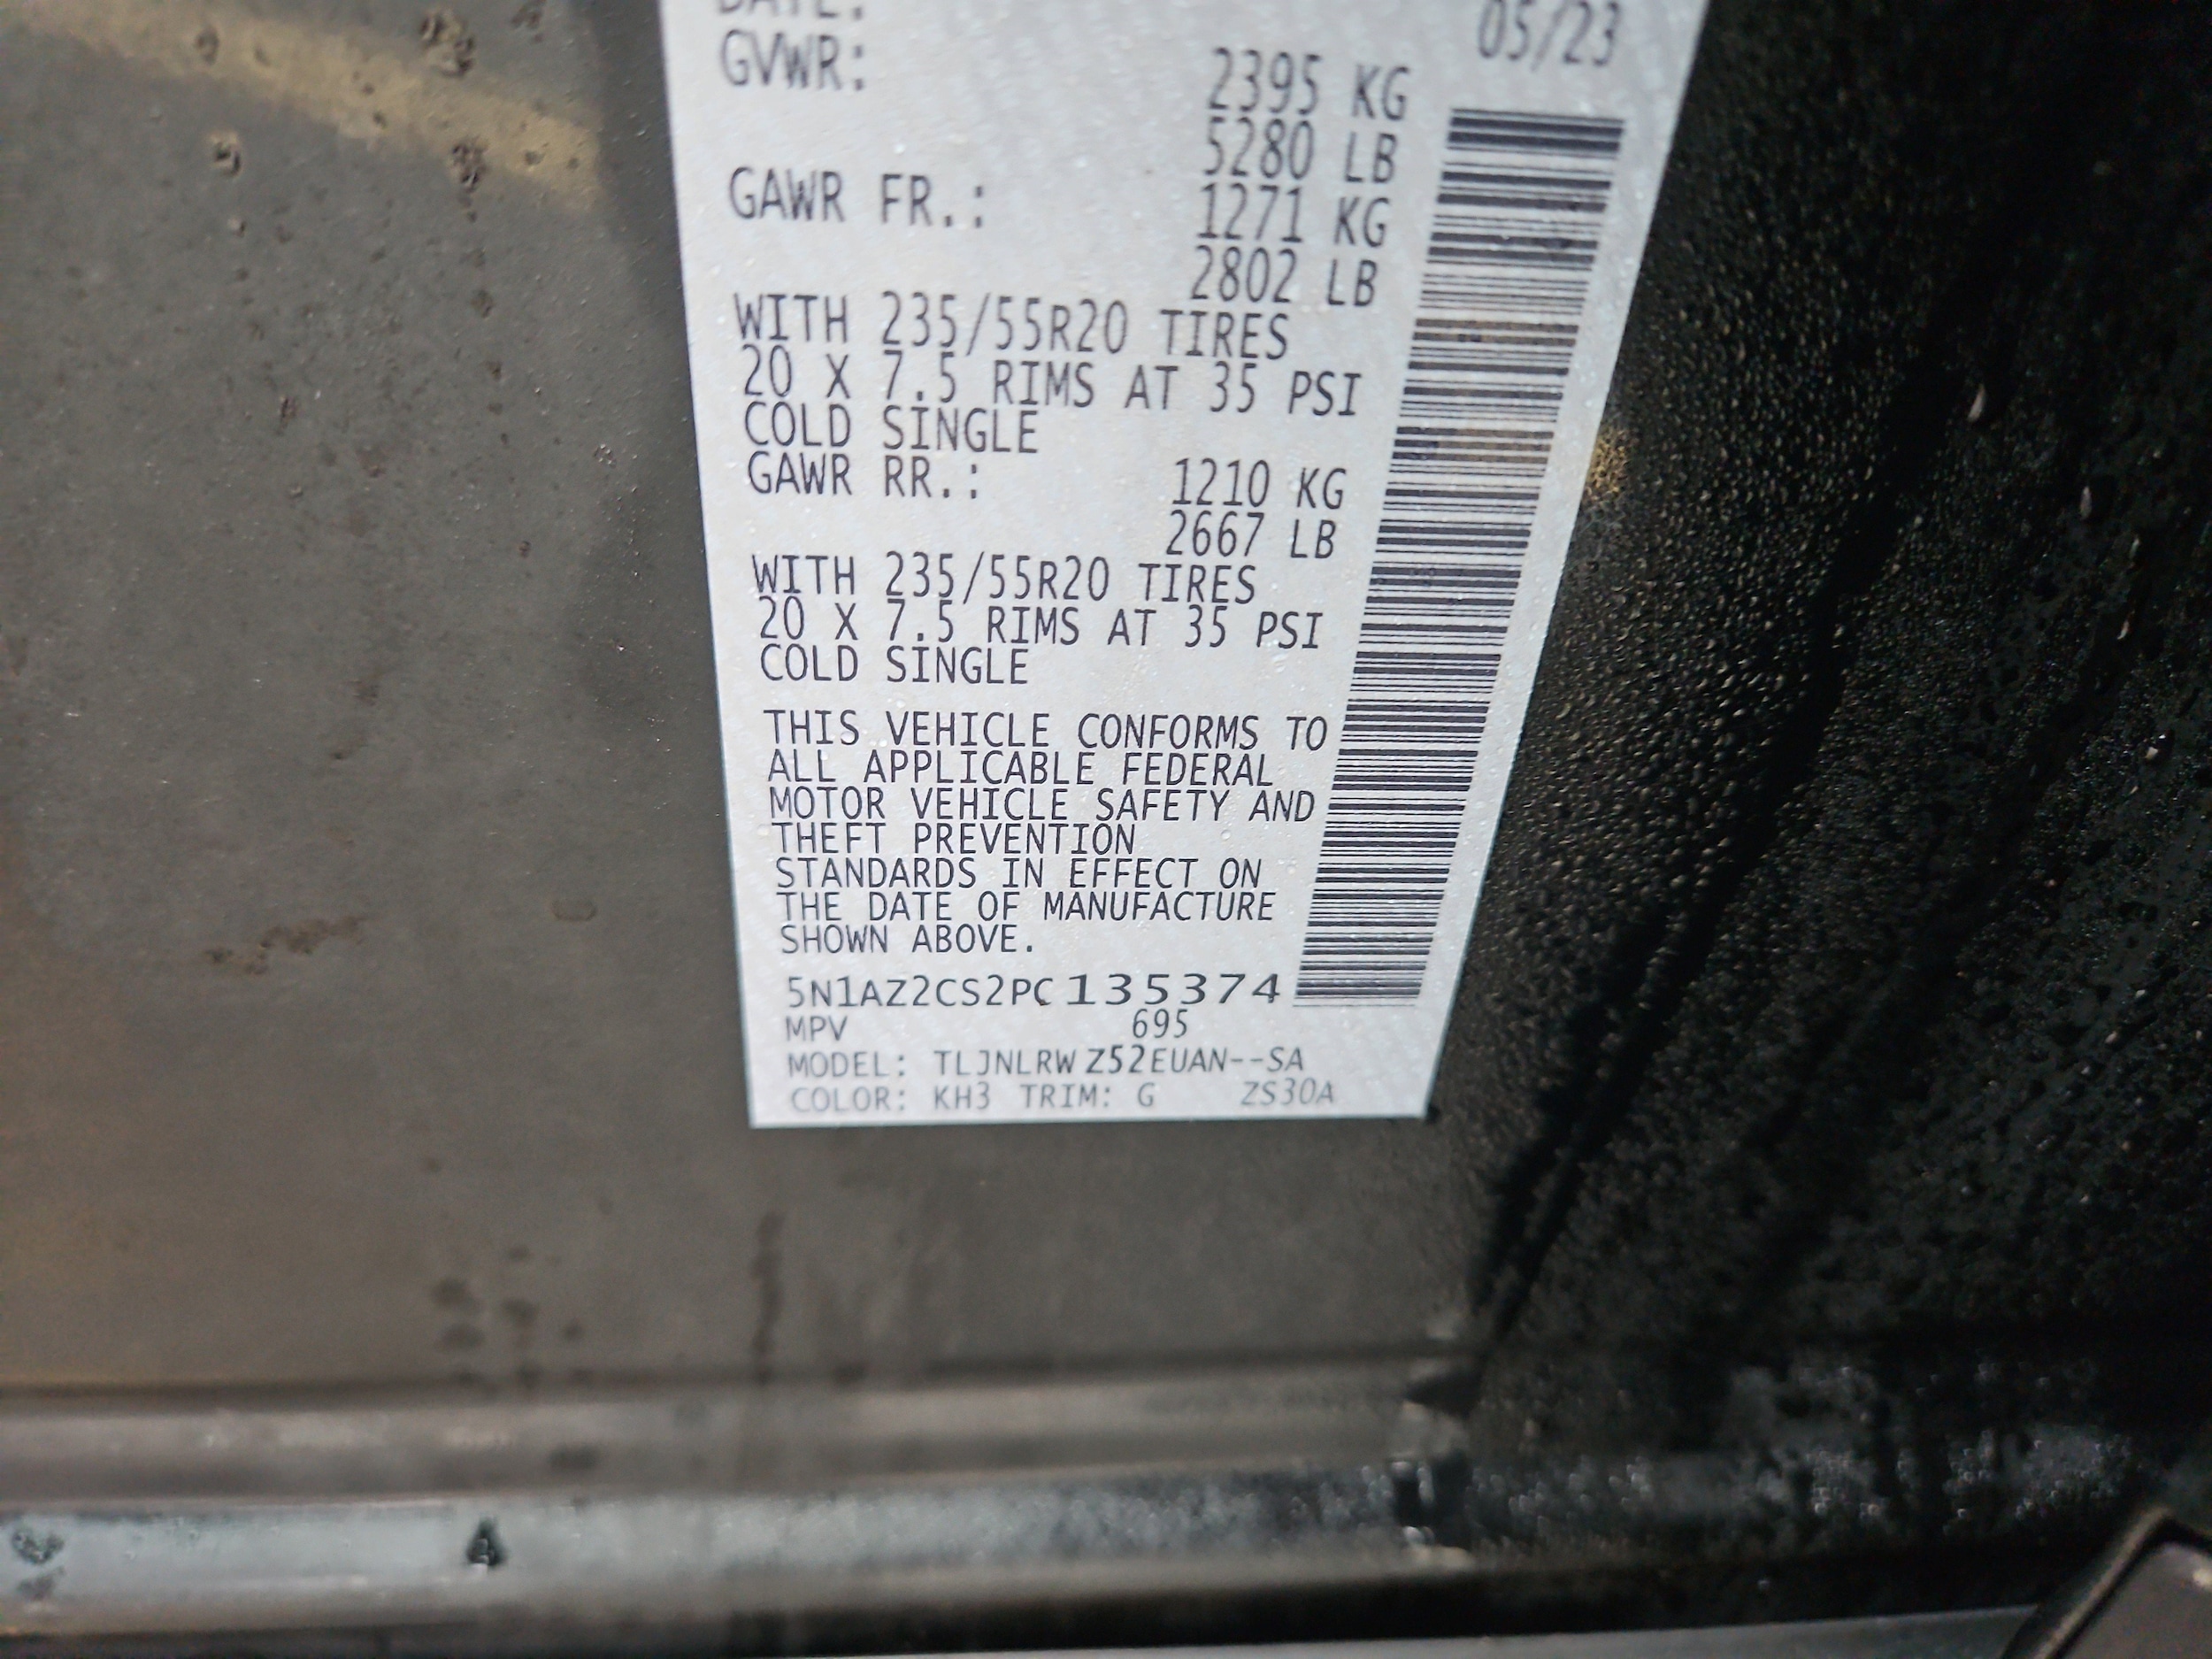 DATE: 05/23
GVWR: 2395 KG
5280 LB
GAWR FR.: 1271 KG
2802 LB
WITH 235/55R20 TIRES
20 X 7.5 RIMS AT 35 PSI
COLD SINGLE
GAWR RR.: 1210 KG
2667 LB
WITH 235/55R20 TIRES
20 X 7.5 RIMS AT 35 PSI
COLD SINGLE
THIS VEHICLE CONFORMS TO
ALL APPLICABLE FEDERAL
MOTOR VEHICLE SAFETY AND
THEFT PREVENTION
STANDARDS IN EFFECT ON
THE DATE OF MANUFACTURE
SHOWN ABOVE.
5N1AZ2CS2PC135374
MPV 695
MODEL: TLJNLRWZ52EUAN--SA
COLOR: KH3 TRIM: G ZS30A